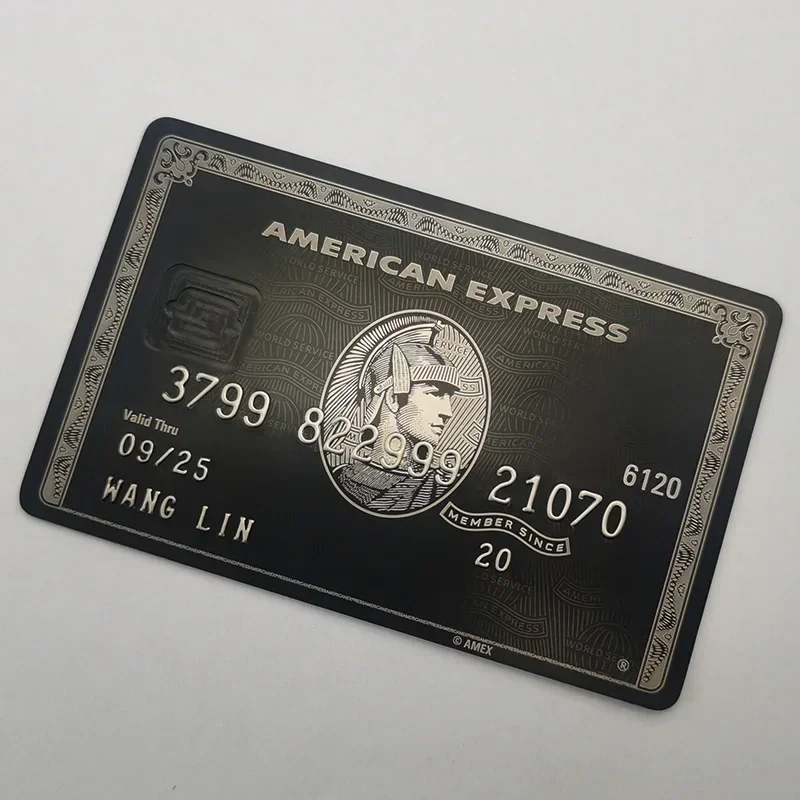 AMERICAN EXPRESS
3799 822999 21070
6120
Valid Thru
09/25
MEMBER SINCE
20
WANG LIN
© AMEX
®